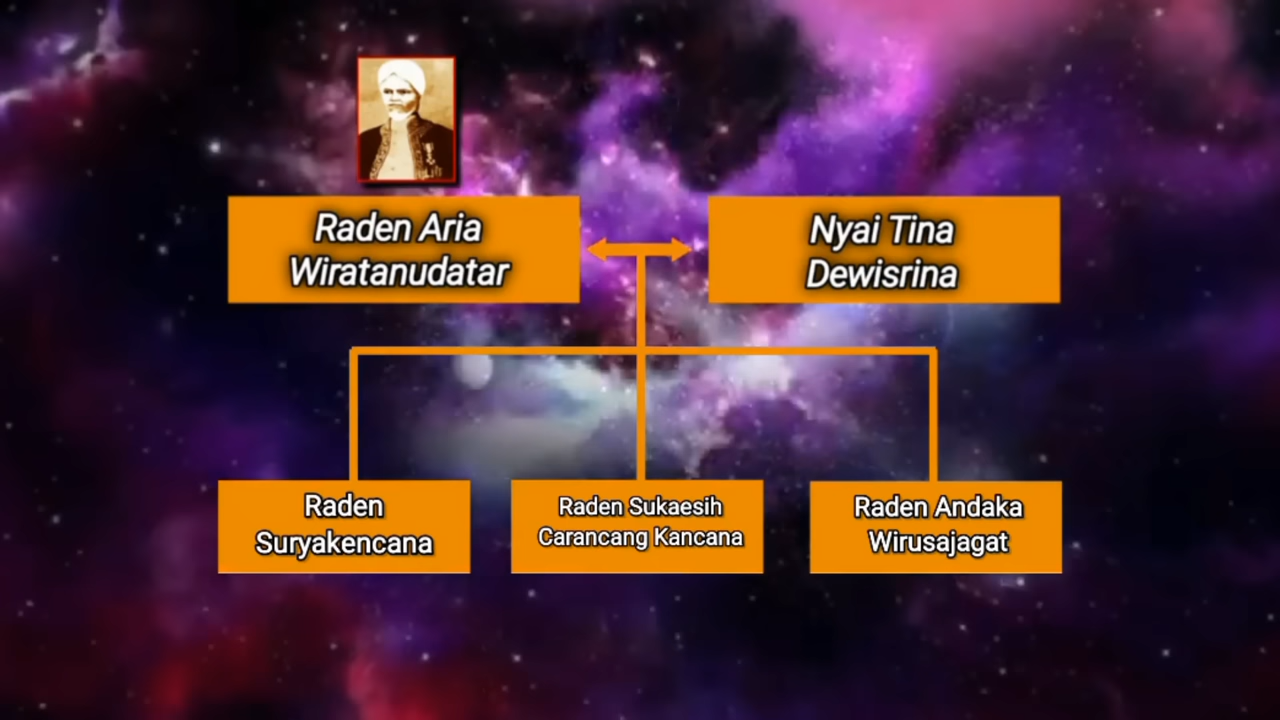 Raden Aria
Wiratanudatar
Nyai Tina
Dewisrina
Raden
Suryakencana
Raden Sukaesih
Carancang Kancana
Raden Andaka
Wirusajagat